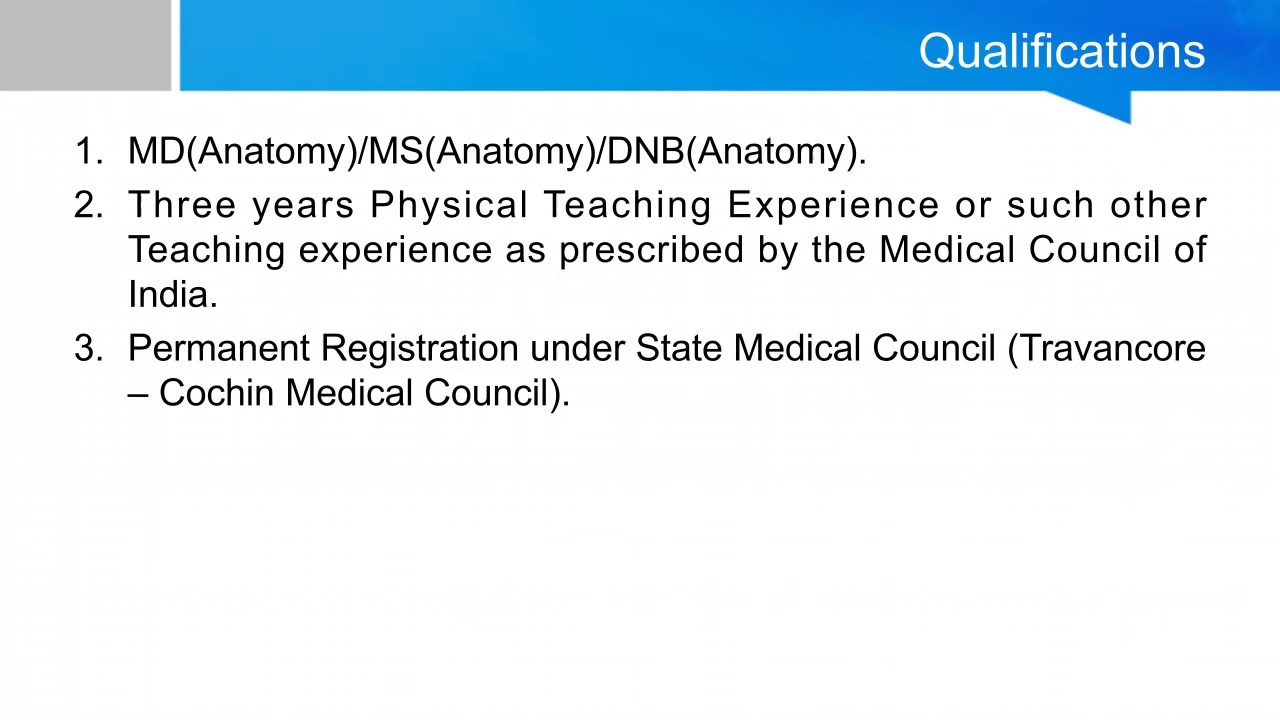 Qualifications
1. MD(Anatomy)/MS(Anatomy)/DNB(Anatomy).
2. Three years Physical Teaching Experience or such other
Teaching experience as prescribed by the Medical Council of
India.
3. Permanent Registration under State Medical Council (Travancore
– Cochin Medical Council).